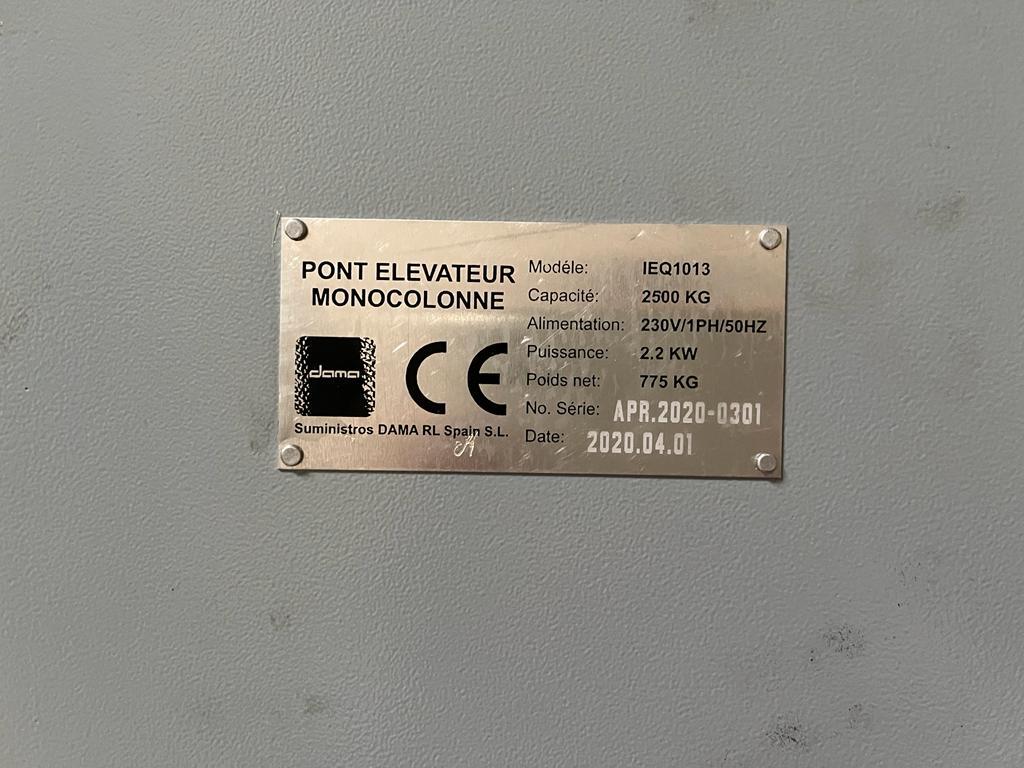 PONT ELEVATEUR
MONOCOLONNE
dama
CE
Suministros DAMA RL Spain S.L.
Modéle: IEQ1013
Capacité: 2500 KG
Alimentation: 230V/1PH/50HZ
Puissance: 2.2 KW
Poids net: 775 KG
No. Série: APR.2020-0301
Date: 2020.04.01